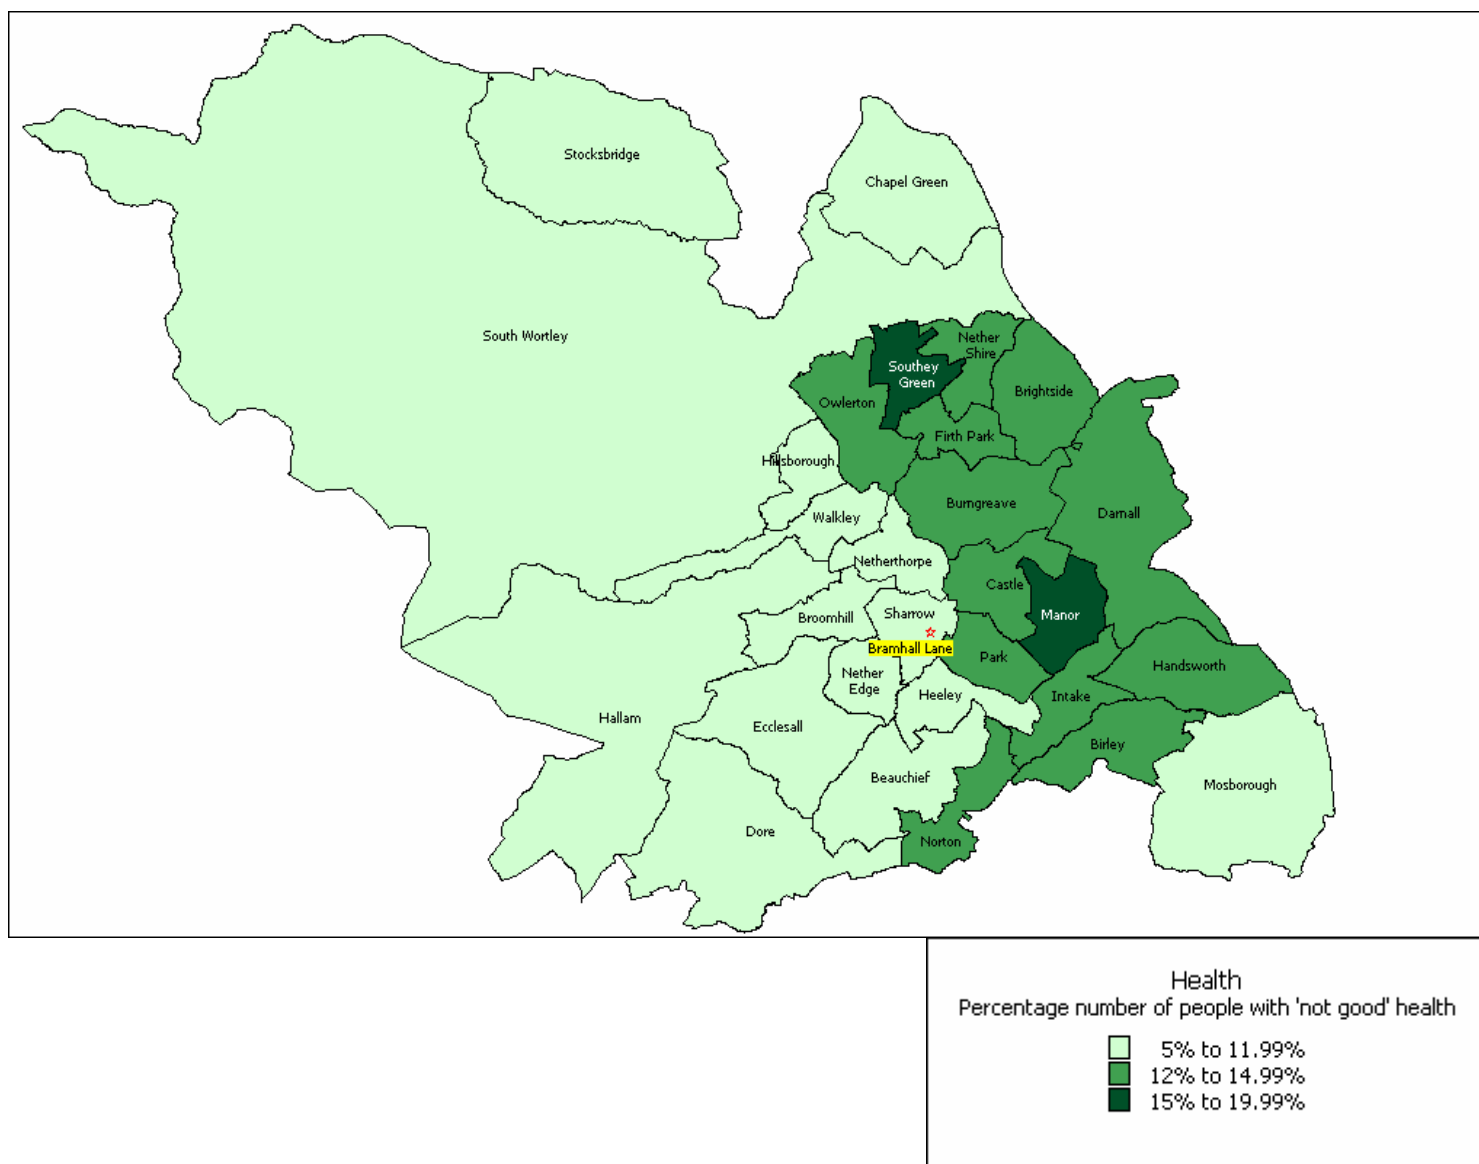 Stocksbridge
Chapel Green
South Wortley
Nether
Shire
Southey
Green
Brightside
Owlerton
Firth Park
Hillsborough
Burngreave
Darnall
Walkley
Netherthorpe
Castle
Manor
Sharrow
Broomhill
Bramhall Lane
Park
Handsworth
Nether
Edge
Heeley
Intake
Hallam
Ecclesall
Birley
Beauchief
Mosborough
Dore
Norton
Health
Percentage number of people with 'not good' health
5% to 11.99%
12% to 14.99%
15% to 19.99%